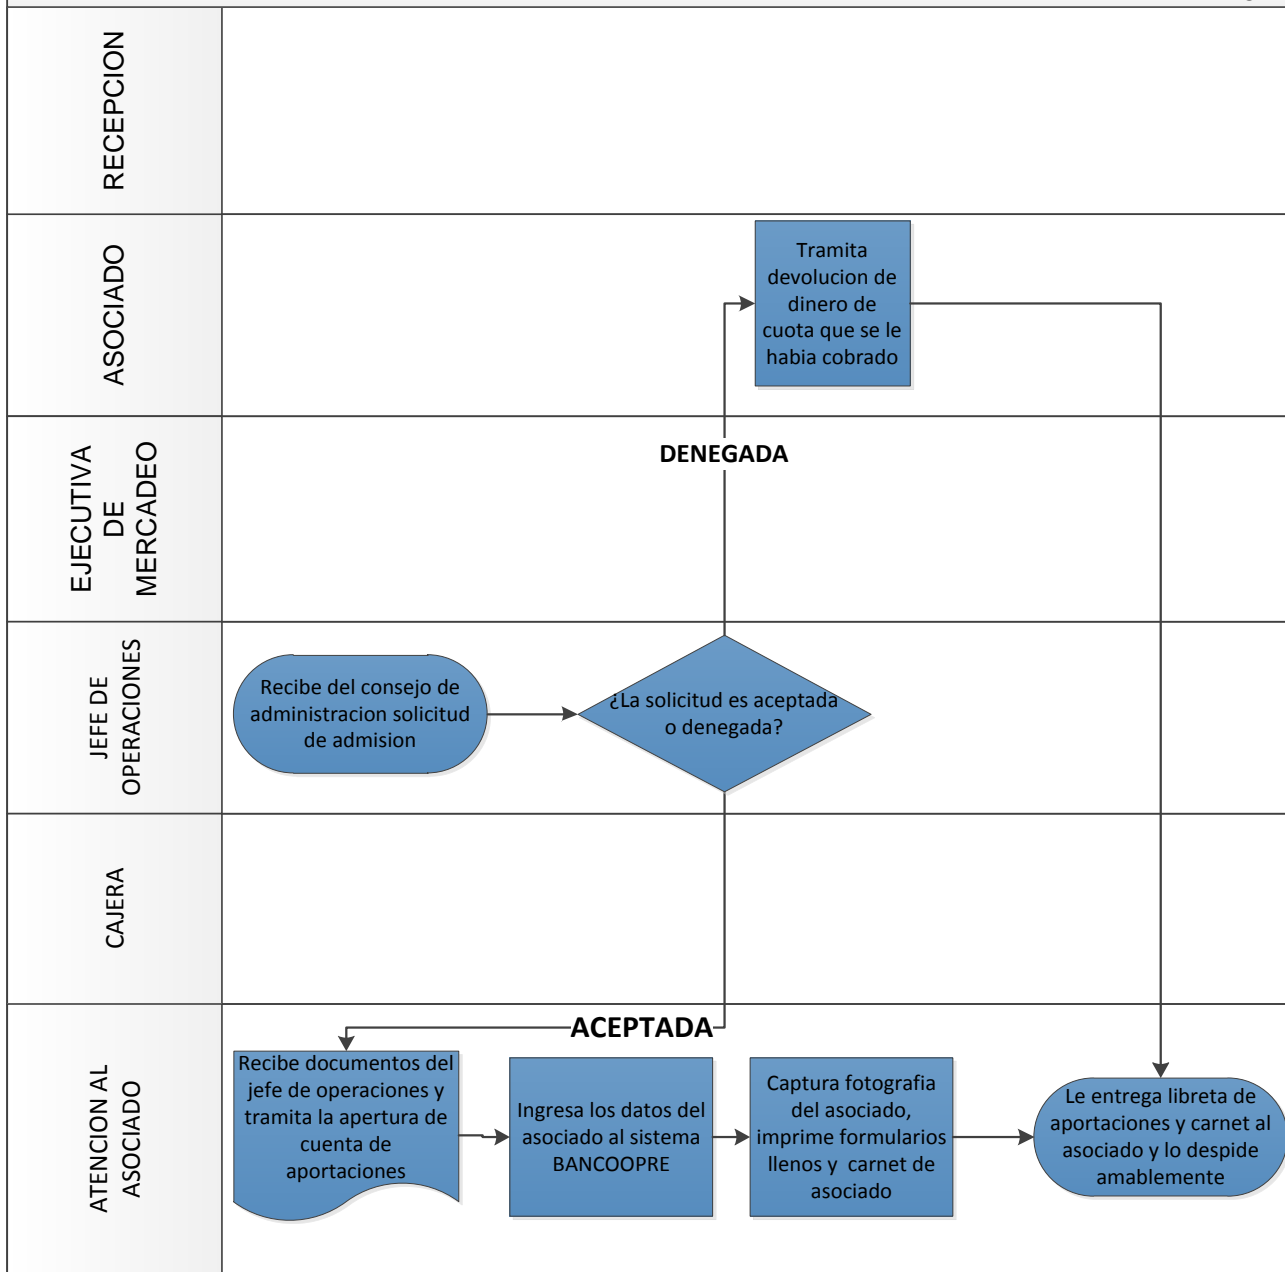 RECEPCION
ASOCIADO
Tramita
devolucion de
dinero de
cuota que se le
habia cobrado
EJECUTIVA
DE
MERCADEO
DENEGADA
JEFE DE
OPERACIONES
Recibe del consejo de
administracion solicitud
de admision
¿La solicitud es aceptada
o denegada?
CAJERA
ATENCION AL
ASOCIADO
ACEPTADA
Recibe documentos del
jefe de operaciones y
tramita la apertura de
cuenta de
aportaciones
Ingresa los datos del
asociado al sistema
BANCOOPRE
Captura fotografia
del asociado,
imprime formularios
llenos y carnet de
asociado
Le entrega libreta de
aportaciones y carnet al
asociado y lo despide
amablemente